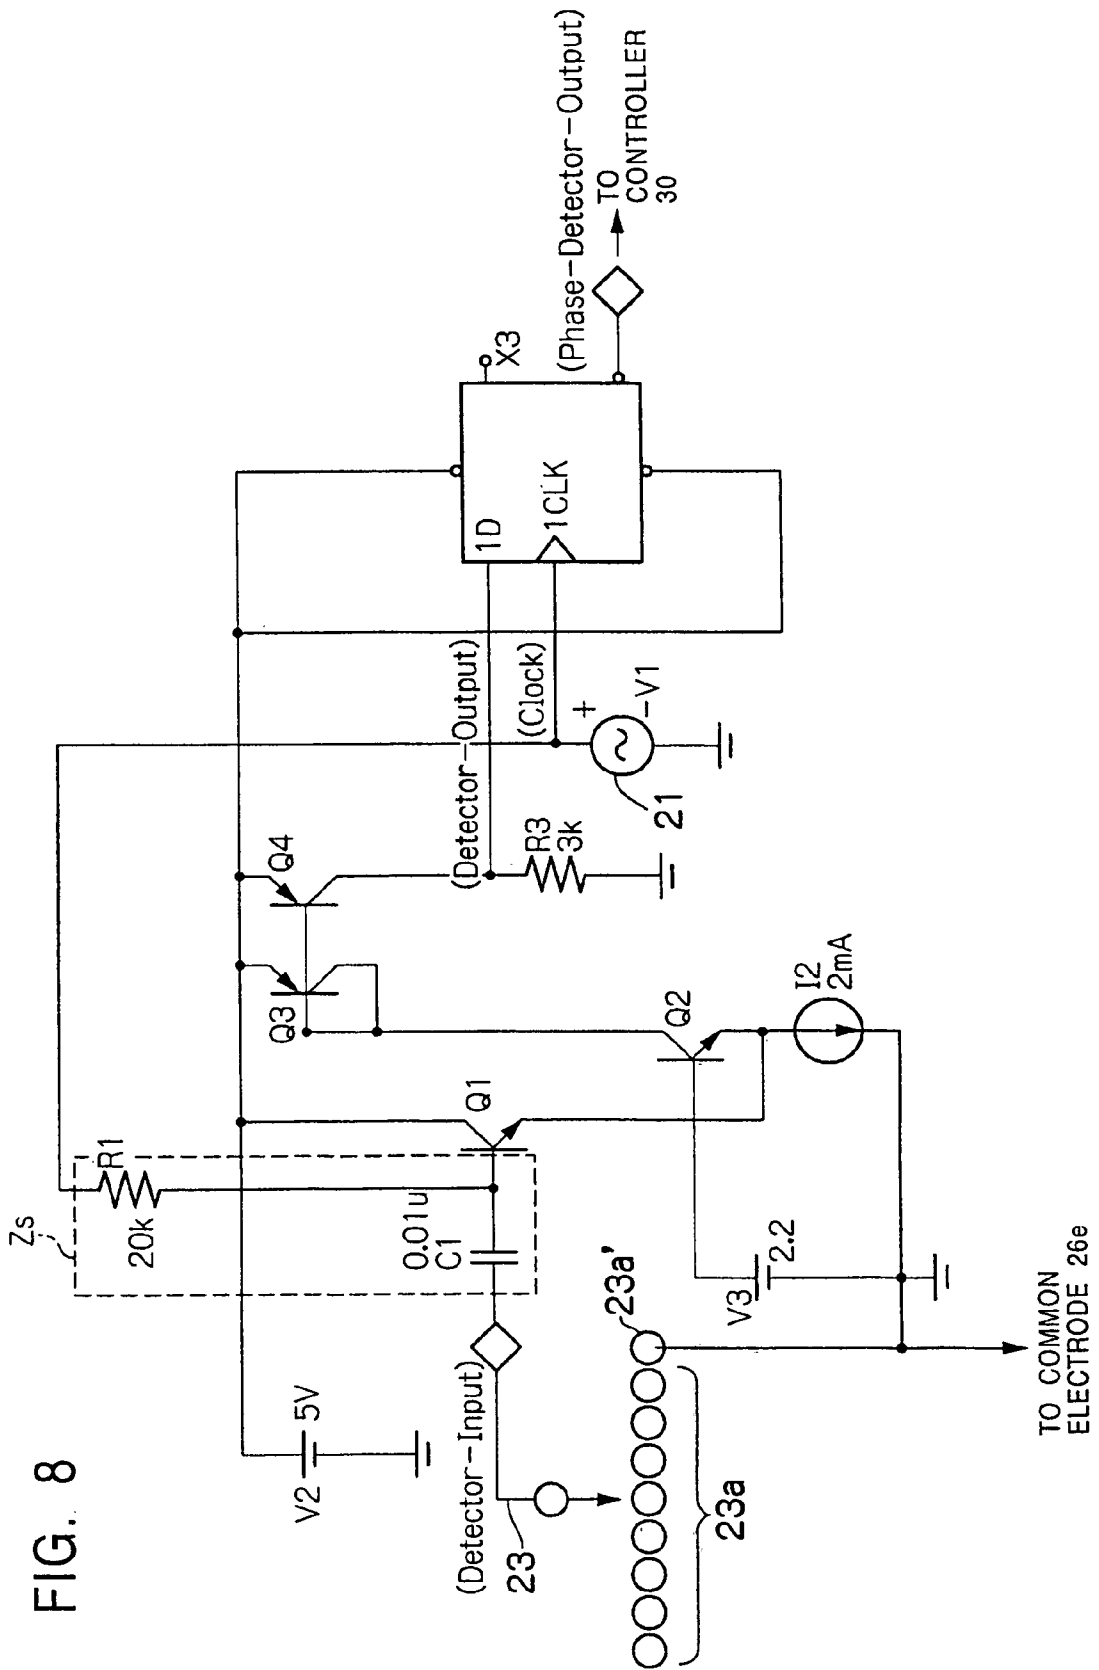 FIG. 8
Zs
R1
20k
0.01u
C1
V2
5V
(Detector-Input)
23
23a
23a'
Q1
Q3
Q4
Q2
I2
2mA
V3
2.2
TO COMMON
ELECTRODE 26e
R3
3k
(Detector-Output)
(Clock)
+
-V1
21
1D
1CLK
X3
(Phase-Detector-Output)
TO
CONTROLLER
30